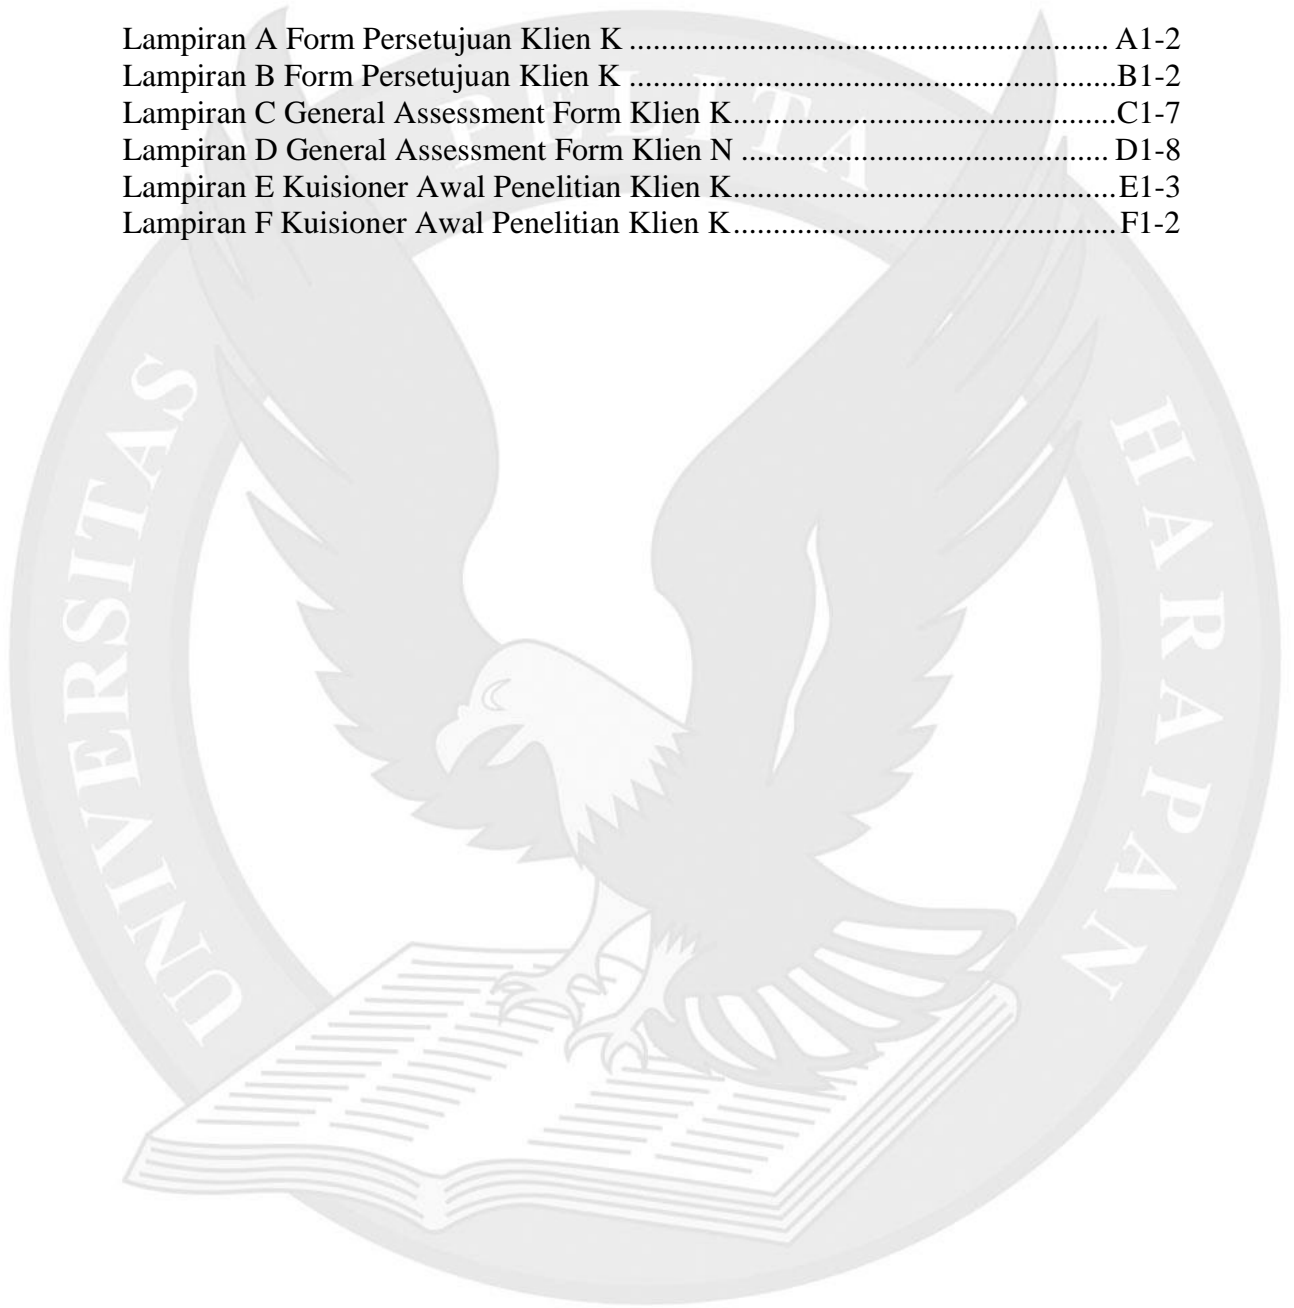 Lampiran A Form Persetujuan Klien K ............................................................ A1-2
Lampiran B Form Persetujuan Klien K ............................................................. B1-2
Lampiran C General Assessment Form Klien K................................................ C1-7
Lampiran D General Assessment Form Klien N .............................................. D1-8
Lampiran E Kuisioner Awal Penelitian Klien K................................................ E1-3
Lampiran F Kuisioner Awal Penelitian Klien K................................................ F1-2
UNIVERSITAS PELITA HARAPAN